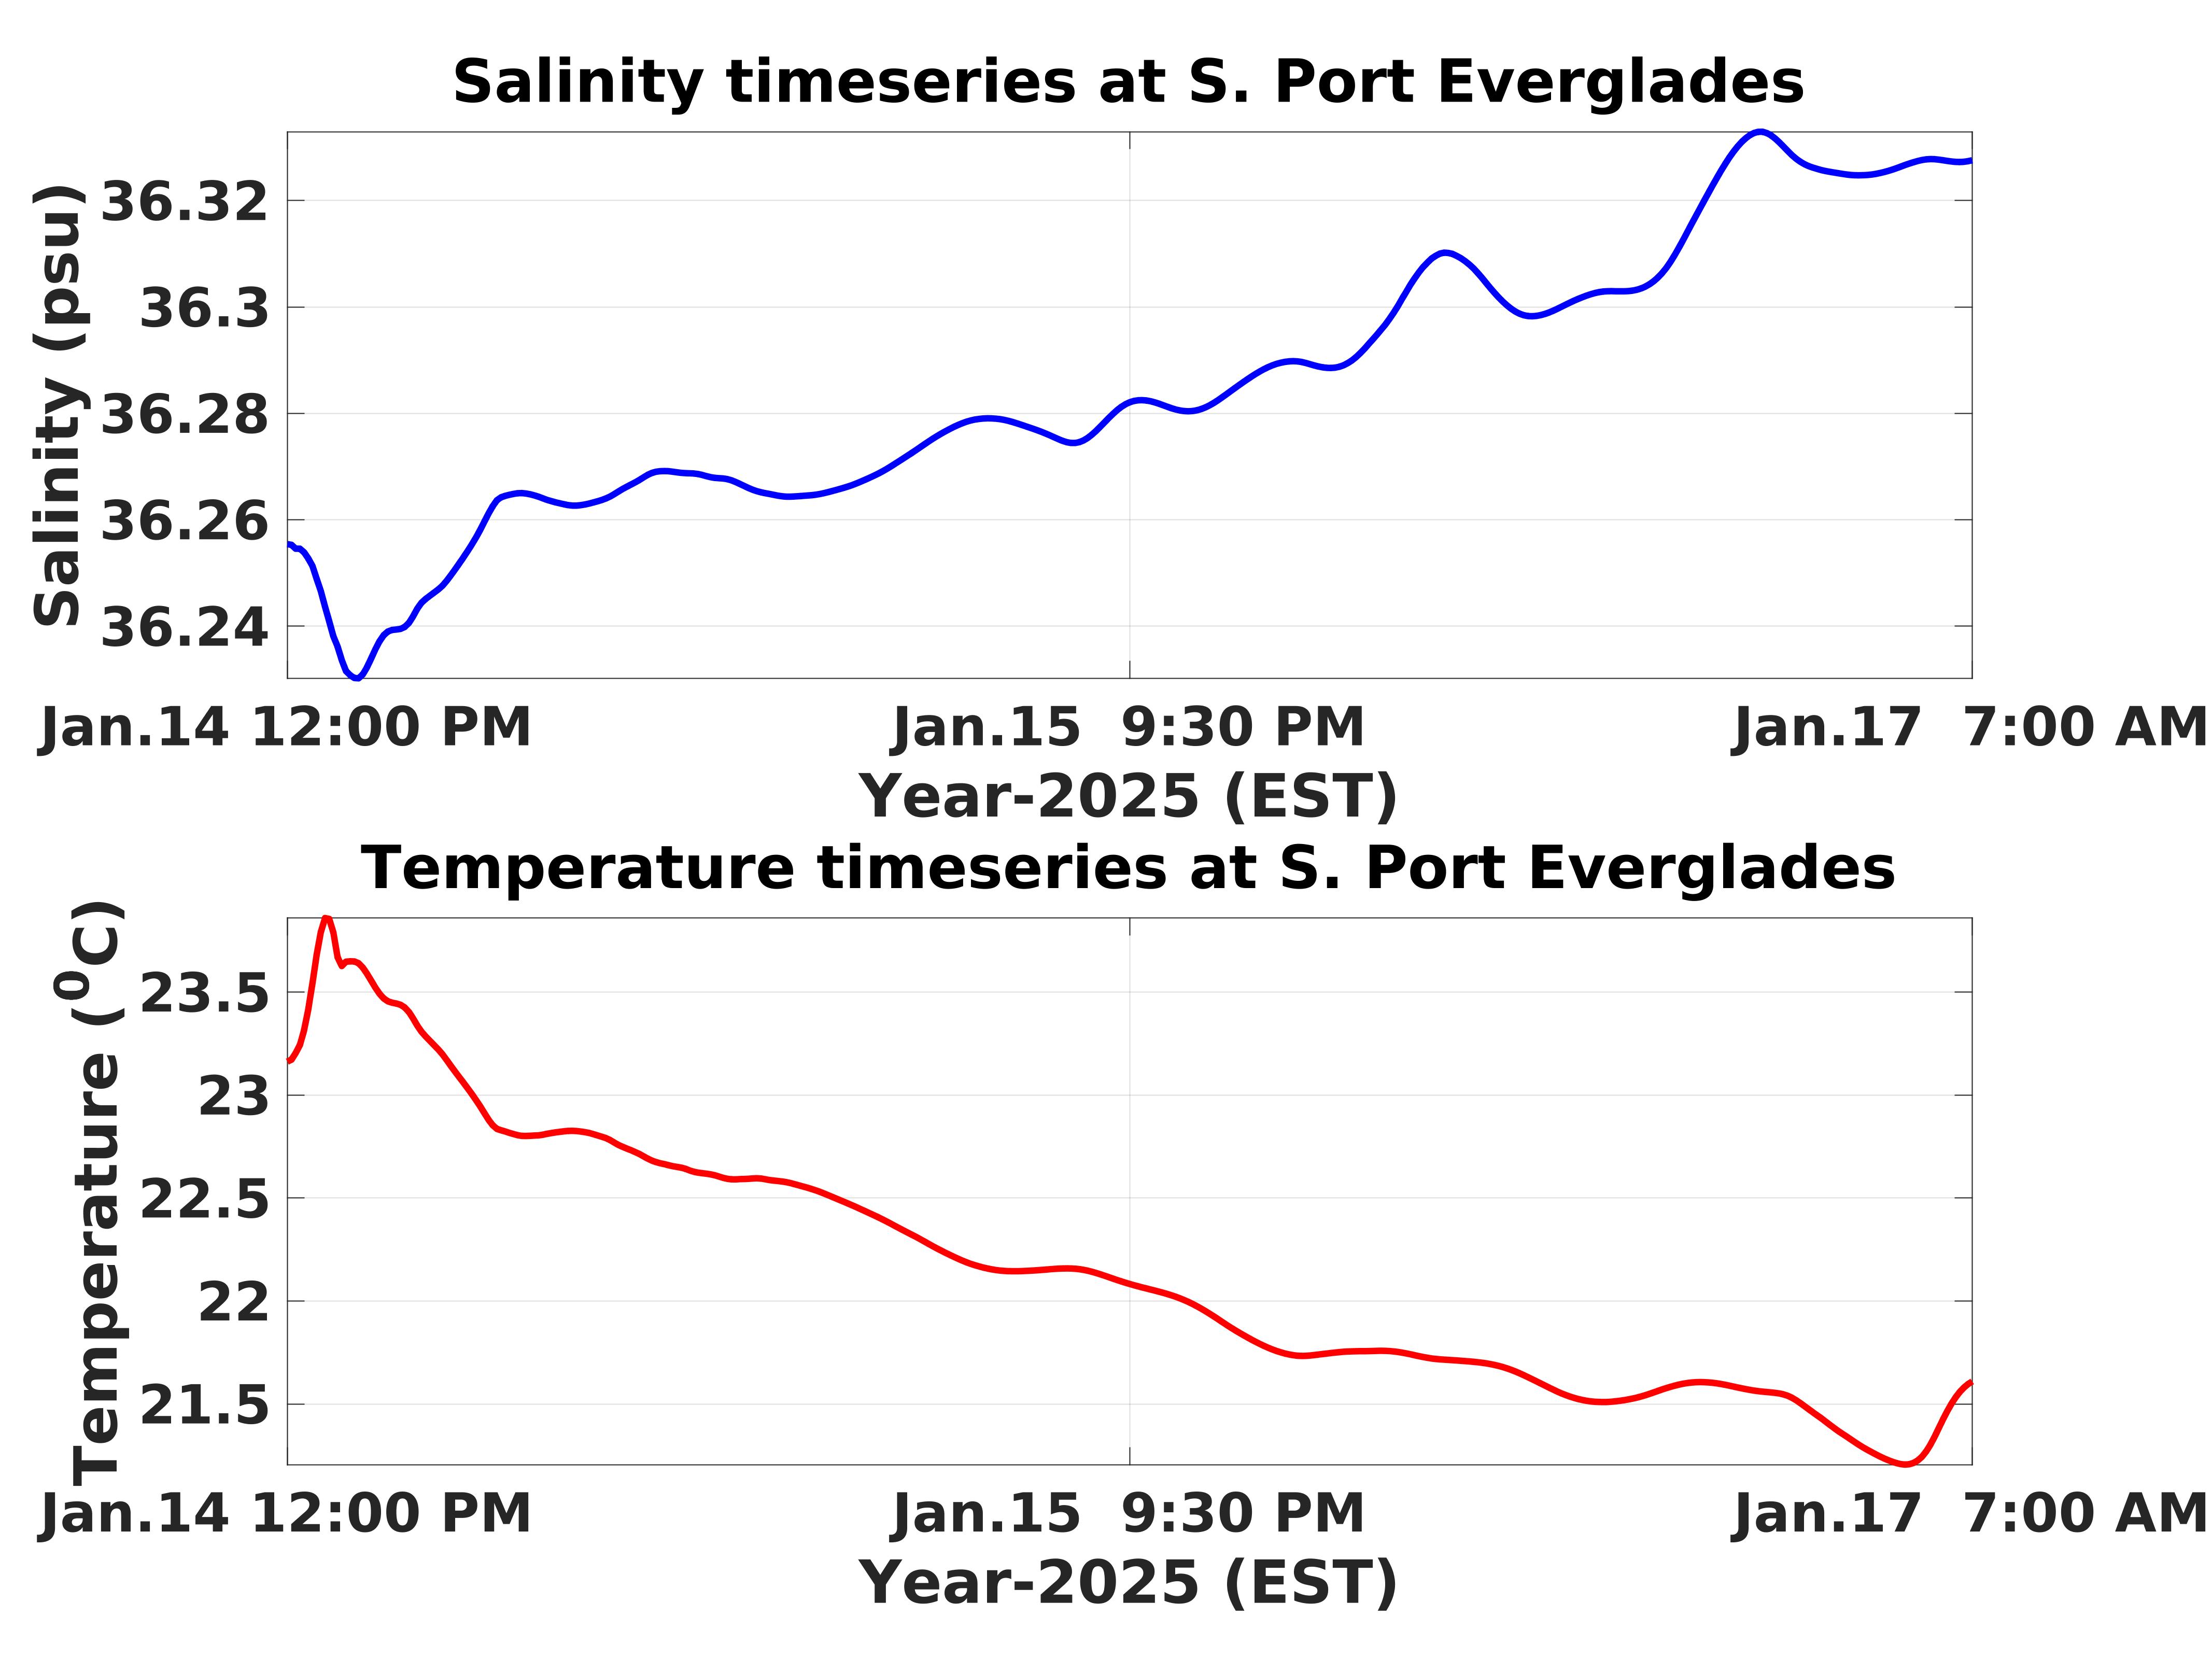 Salinity timeseries at S. Port Everglades
Salinity (psu)
36.32
36.3
36.28
36.26
36.24
Jan.14 12:00 PM Jan.15 9:30 PM Jan.17 7:00 AM
Year-2025 (EST)
Temperature timeseries at S. Port Everglades
Temperature (⁰C)
23.5
23
22.5
22
21.5
Jan.14 12:00 PM Jan.15 9:30 PM Jan.17 7:00 AM
Year-2025 (EST)